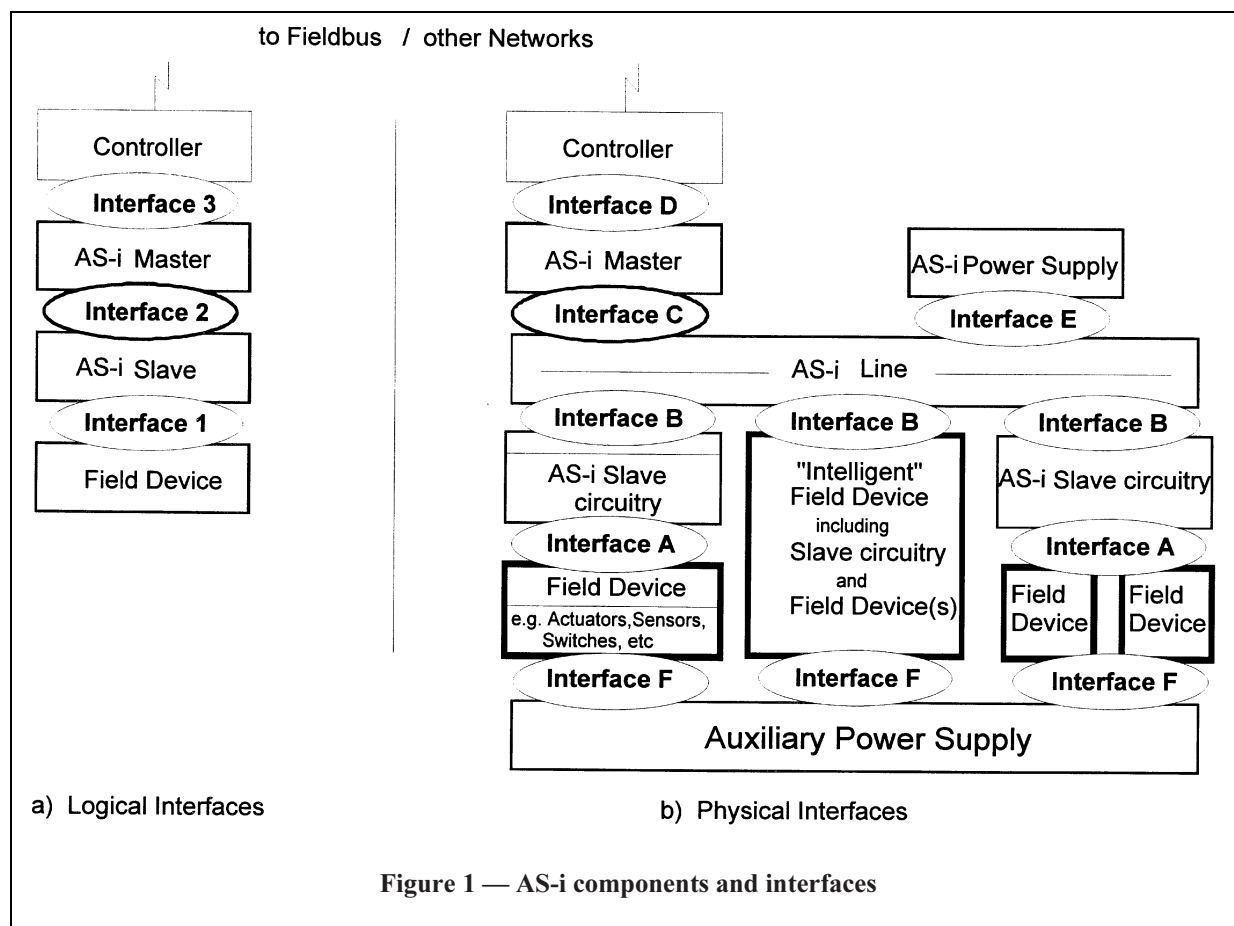 to Fieldbus / other Networks
Controller
Interface 3
AS-i Master
Interface 2
AS-i Slave
Interface 1
Field Device
Controller
Interface D
AS-i Master
Interface C
AS-i Power Supply
Interface E
AS-i Line
Interface B
AS-i Slave
circuitry
Interface A
Field Device
e.g. Actuators,Sensors,
Switches, etc
Interface F
Interface B
"Intelligent"
Field Device
including
Slave circuitry
and
Field Device(s)
Interface F
Interface B
AS-i Slave circuitry
Interface A
Field
Device
Field
Device
Interface F
Auxiliary Power Supply
a) Logical Interfaces
b) Physical Interfaces
Figure 1 — AS-i components and interfaces